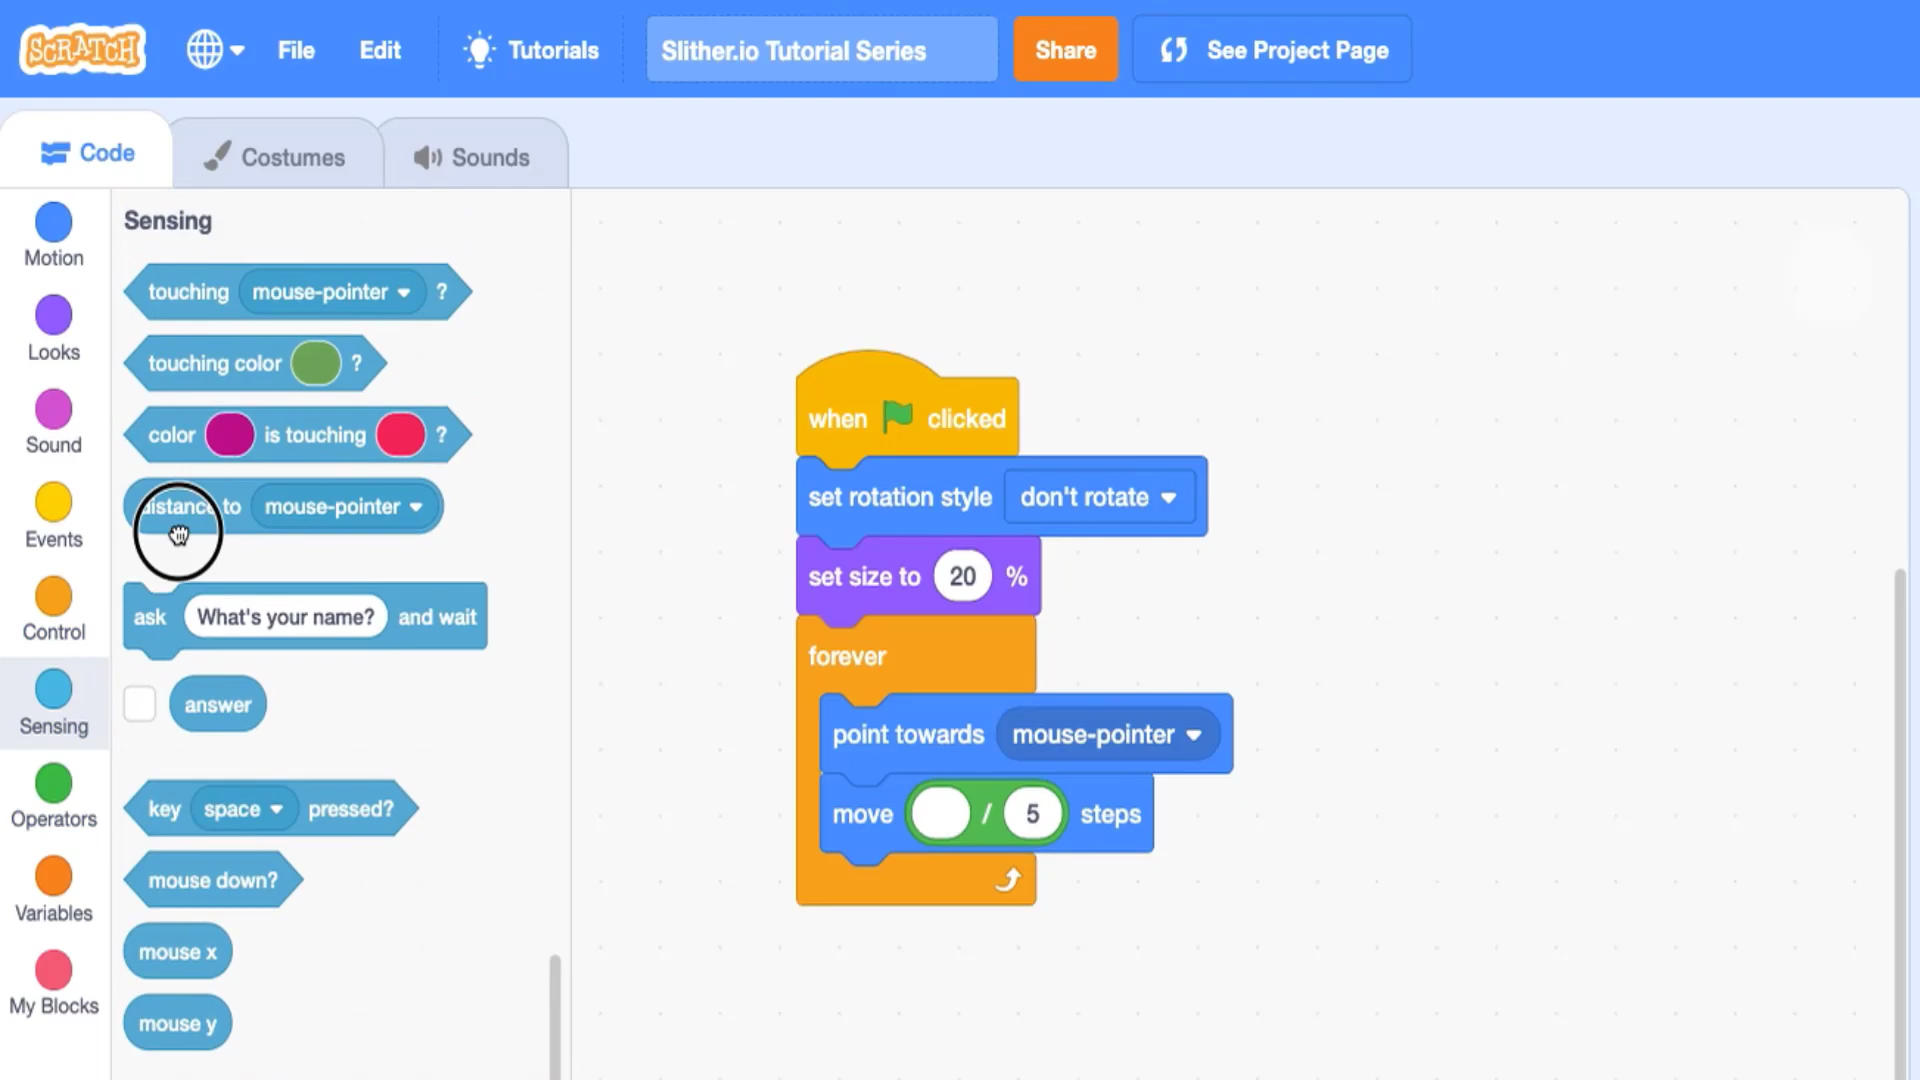 SCRATCH
File
Edit
Tutorials
Slither.io Tutorial Series
Share
See Project Page
Code
Costumes
Sounds
Motion
Looks
Sound
Events
Control
Sensing
Operators
Variables
My Blocks
Sensing
touching mouse-pointer ?
touching color ?
color is touching ?
distance to mouse-pointer
ask What's your name? and wait
answer
key space pressed?
mouse down?
mouse x
mouse y
when clicked
set rotation style don't rotate
set size to 20 %
forever
point towards mouse-pointer
move / 5 steps